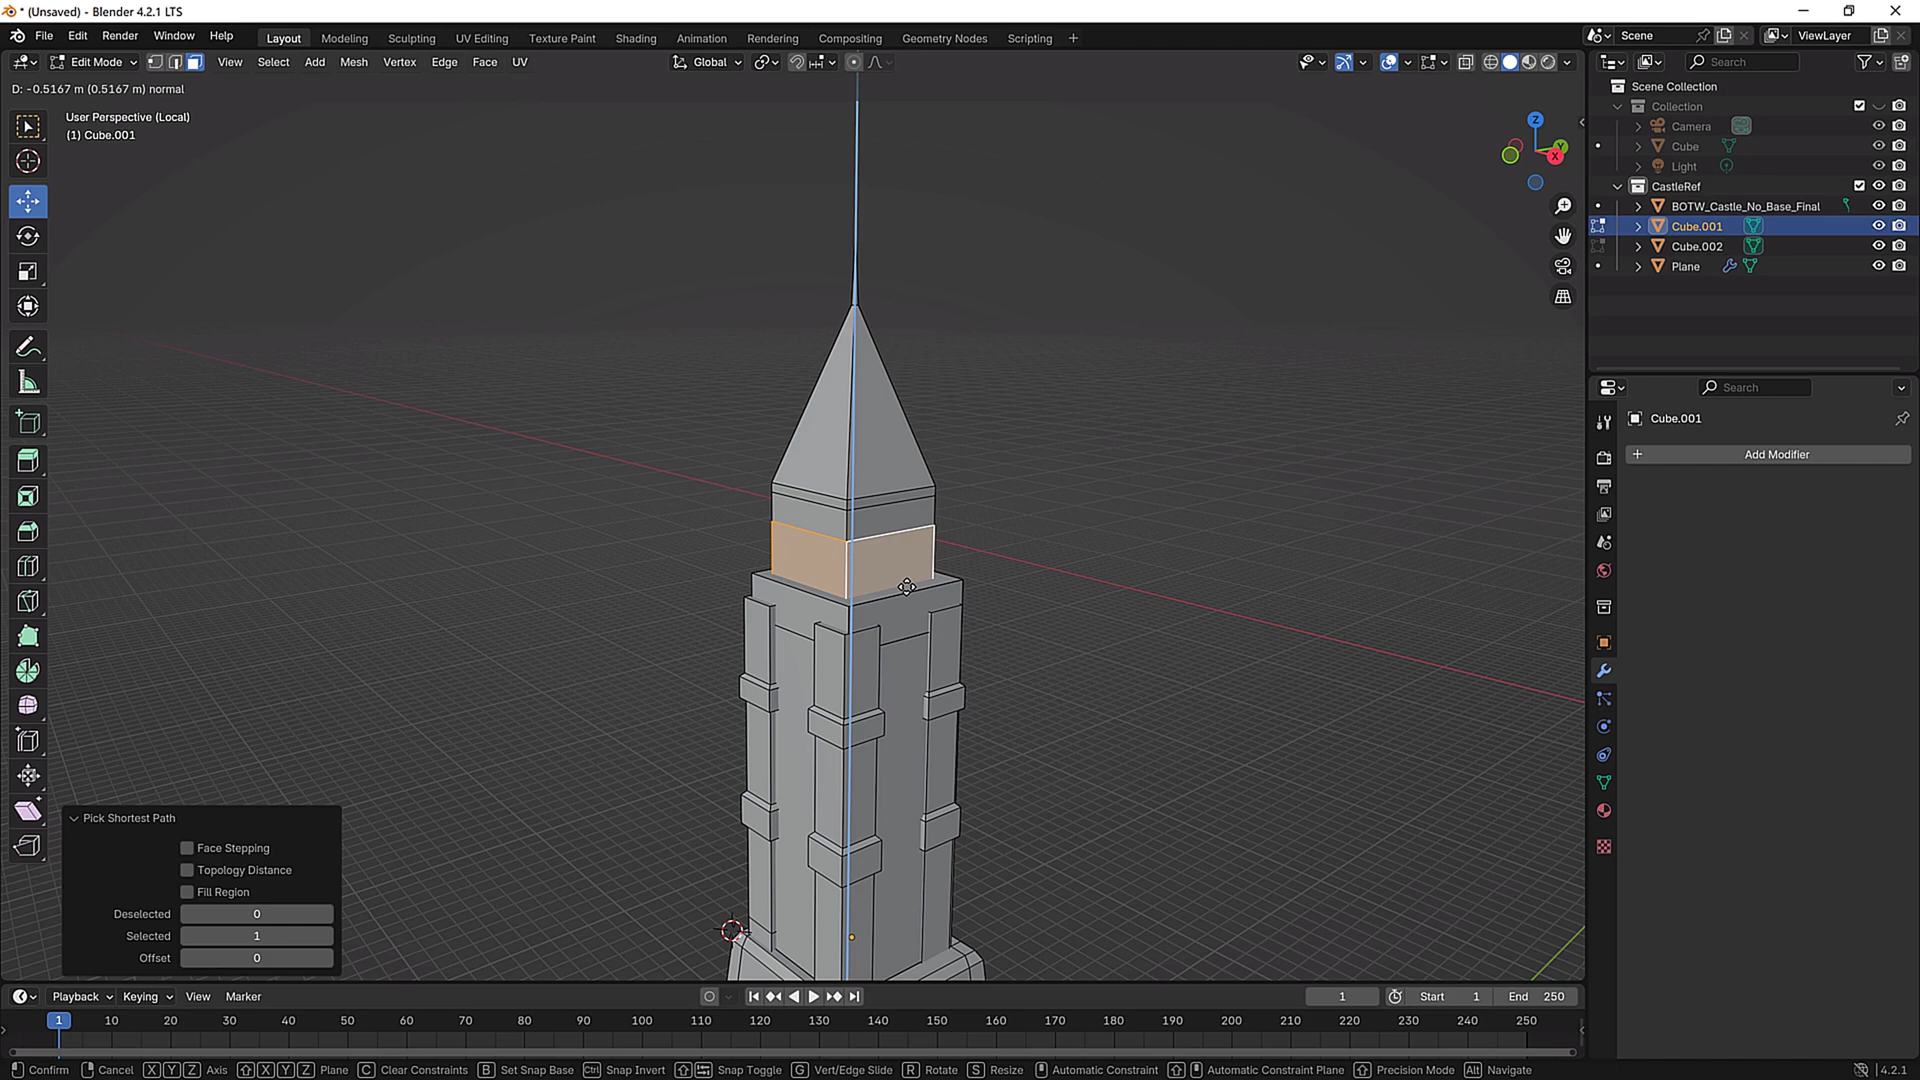 * (Unsaved) - Blender 4.2.1 LTS
File Edit Render Window Help
Layout Modeling Sculpting UV Editing Texture Paint Shading Animation Rendering Compositing Geometry Nodes Scripting +
Scene
ViewLayer
Edit Mode
View Select Add Mesh Vertex Edge Face UV
Global
Search
D: -0.5167 m (0.5167 m) normal
User Perspective (Local)
(1) Cube.001
Z
Y
X
Scene Collection
Collection
Camera
Cube
Light
CastleRef
BOTW_Castle_No_Base_Final
Cube.001
Cube.002
Plane
Search
Cube.001
+ Add Modifier
Pick Shortest Path
Face Stepping
Topology Distance
Fill Region
Deselected 0
Selected 1
Offset 0
Playback Keying View Marker
1
Start 1
End 250
1 10 20 30 40 50 60 70 80 90 100 110 120 130 140 150 160 170 180 190 200 210 220 230 240 250
Confirm Cancel X Y Z Axis X Y Z Plane C Clear Constraints B Set Snap Base Ctrl Snap Invert Snap Toggle G Vert/Edge Slide R Rotate S Resize Automatic Constraint Automatic Constraint Plane Precision Mode Alt Navigate
4.2.1